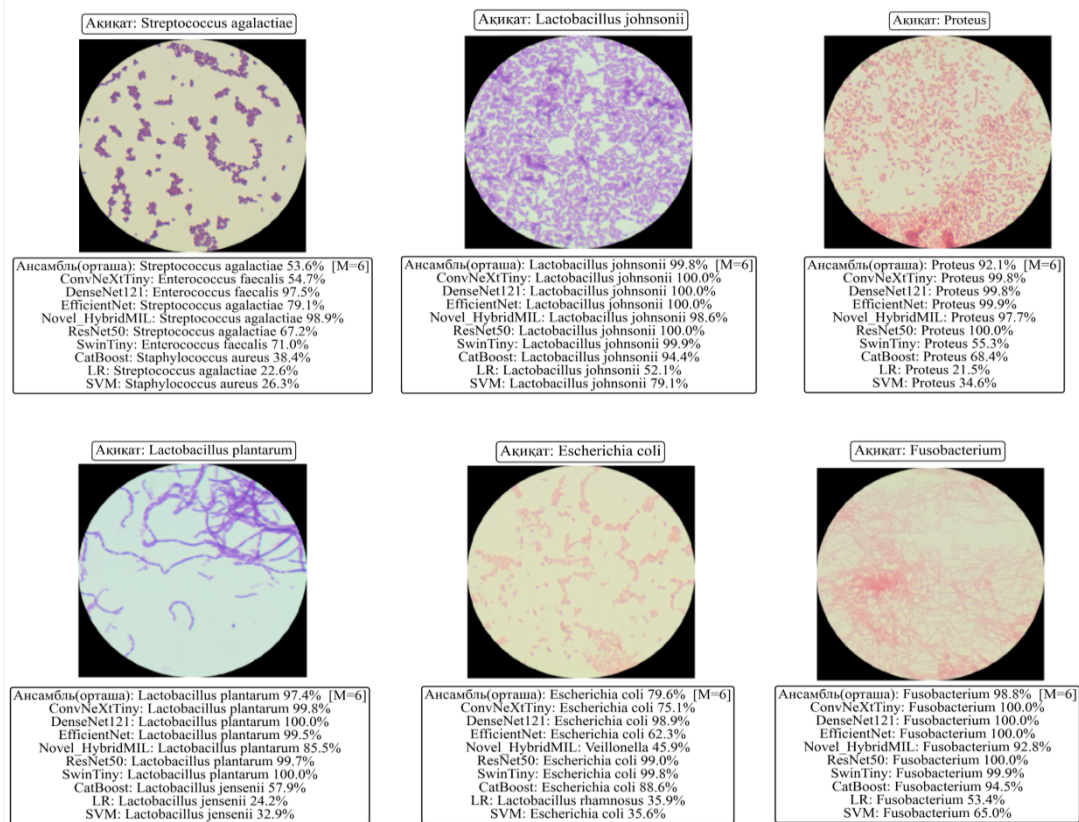 Ақиқат: Streptococcus agalactiae
Ансамбль(орташа): Streptococcus agalactiae 53.6% [M=6]
ConvNeXtTiny: Enterococcus faecalis 54.7%
DenseNet121: Enterococcus faecalis 97.5%
EfficientNet: Streptococcus agalactiae 79.1%
Novel_HybridMIL: Streptococcus agalactiae 98.9%
ResNet50: Streptococcus agalactiae 67.2%
SwinTiny: Enterococcus faecalis 71.0%
CatBoost: Staphylococcus aureus 38.4%
LR: Streptococcus agalactiae 22.6%
SVM: Staphylococcus aureus 26.3%
Ақиқат: Lactobacillus johnsonii
Ансамбль(орташа): Lactobacillus johnsonii 99.8% [M=6]
ConvNeXtTiny: Lactobacillus johnsonii 100.0%
DenseNet121: Lactobacillus johnsonii 100.0%
EfficientNet: Lactobacillus johnsonii 100.0%
Novel_HybridMIL: Lactobacillus johnsonii 98.6%
ResNet50: Lactobacillus johnsonii 100.0%
SwinTiny: Lactobacillus johnsonii 99.9%
CatBoost: Lactobacillus johnsonii 94.4%
LR: Lactobacillus johnsonii 52.1%
SVM: Lactobacillus johnsonii 79.1%
Ақиқат: Proteus
Ансамбль(орташа): Proteus 92.1% [M=6]
ConvNeXtTiny: Proteus 99.8%
DenseNet121: Proteus 99.8%
EfficientNet: Proteus 99.9%
Novel_HybridMIL: Proteus 97.7%
ResNet50: Proteus 100.0%
SwinTiny: Proteus 55.3%
CatBoost: Proteus 68.4%
LR: Proteus 21.5%
SVM: Proteus 34.6%
Ақиқат: Lactobacillus plantarum
Ансамбль(орташа): Lactobacillus plantarum 97.4% [M=6]
ConvNeXtTiny: Lactobacillus plantarum 99.8%
DenseNet121: Lactobacillus plantarum 100.0%
EfficientNet: Lactobacillus plantarum 99.5%
Novel_HybridMIL: Lactobacillus plantarum 85.5%
ResNet50: Lactobacillus plantarum 99.7%
SwinTiny: Lactobacillus plantarum 100.0%
CatBoost: Lactobacillus jensenii 57.9%
LR: Lactobacillus jensenii 24.2%
SVM: Lactobacillus jensenii 32.9%
Ақиқат: Escherichia coli
Ансамбль(орташа): Escherichia coli 79.6% [M=6]
ConvNeXtTiny: Escherichia coli 75.1%
DenseNet121: Escherichia coli 98.9%
EfficientNet: Escherichia coli 62.3%
Novel_HybridMIL: Veillonella 45.9%
ResNet50: Escherichia coli 99.0%
SwinTiny: Escherichia coli 99.8%
CatBoost: Escherichia coli 88.6%
LR: Lactobacillus rhamnosus 35.9%
SVM: Escherichia coli 35.6%
Ақиқат: Fusobacterium
Ансамбль(орташа): Fusobacterium 98.8% [M=6]
ConvNeXtTiny: Fusobacterium 100.0%
DenseNet121: Fusobacterium 100.0%
EfficientNet: Fusobacterium 100.0%
Novel_HybridMIL: Fusobacterium 92.8%
ResNet50: Fusobacterium 100.0%
SwinTiny: Fusobacterium 99.9%
CatBoost: Fusobacterium 94.5%
LR: Fusobacterium 53.4%
SVM: Fusobacterium 65.0%